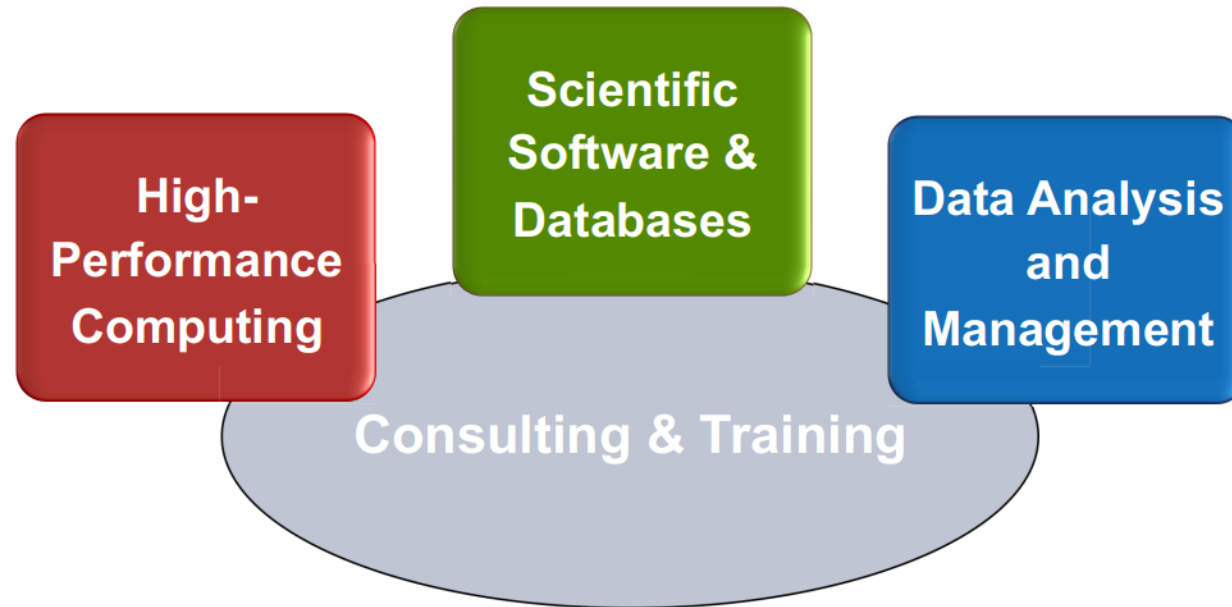 High-
Performance
Computing
Scientific
Software &
Databases
Data Analysis
and
Management
Consulting & Training